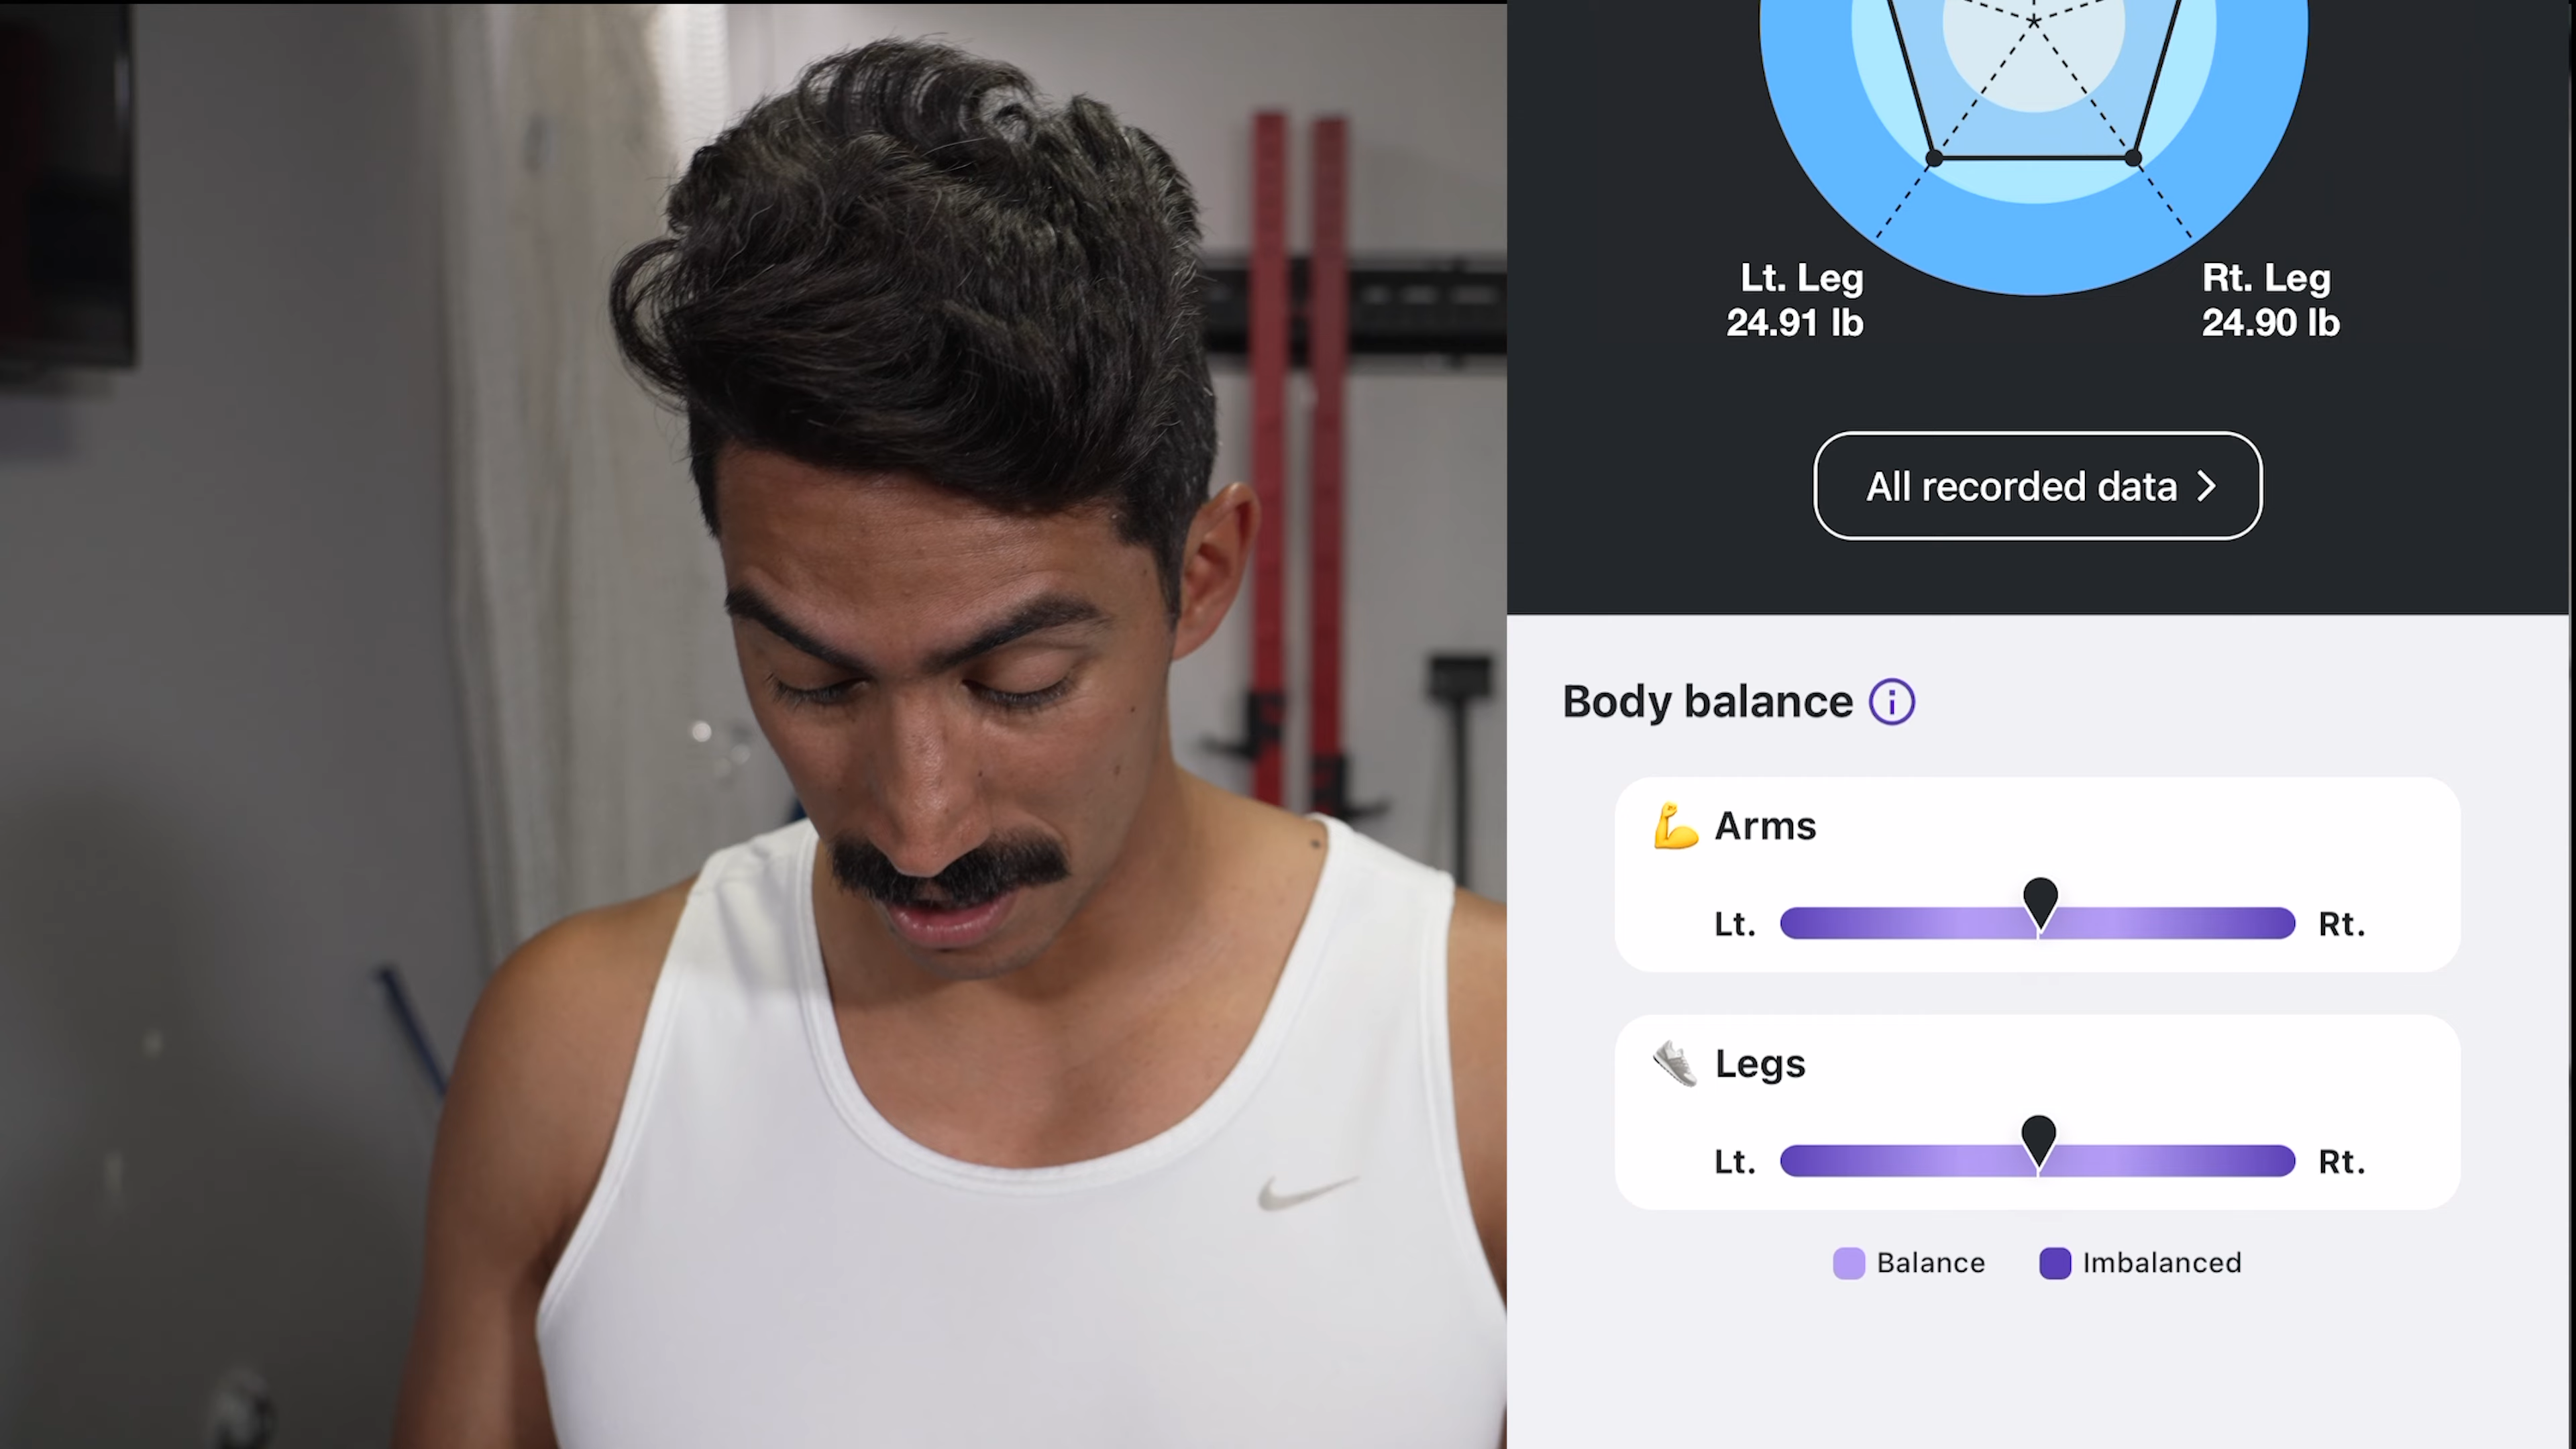 Lt. Leg
24.91 lb
Rt. Leg
24.90 lb
All recorded data
Body balance
Arms
Lt.
Rt.
Legs
Lt.
Rt.
Balance
Imbalanced